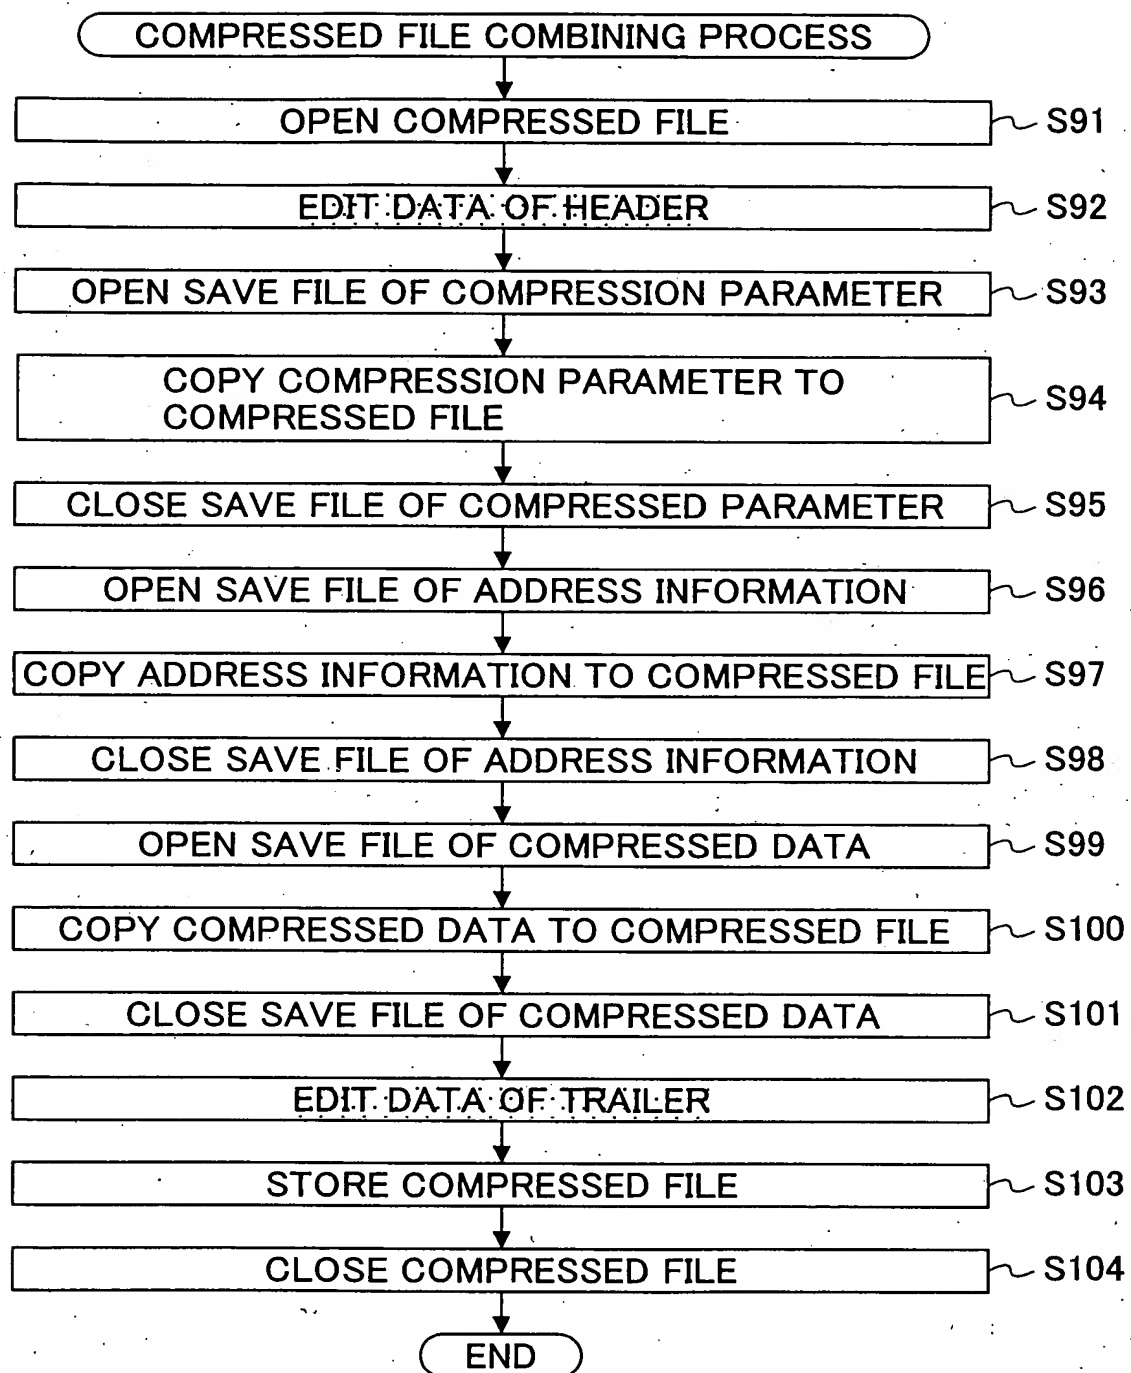 COMPRESSED FILE COMBINING PROCESS
OPEN COMPRESSED FILE S91
EDIT DATA OF HEADER S92
OPEN SAVE FILE OF COMPRESSION PARAMETER S93
COPY COMPRESSION PARAMETER TO
COMPRESSED FILE S94
CLOSE SAVE FILE OF COMPRESSED PARAMETER S95
OPEN SAVE FILE OF ADDRESS INFORMATION S96
COPY ADDRESS INFORMATION TO COMPRESSED FILE S97
CLOSE SAVE FILE OF ADDRESS INFORMATION S98
OPEN SAVE FILE OF COMPRESSED DATA S99
COPY COMPRESSED DATA TO COMPRESSED FILE S100
CLOSE SAVE FILE OF COMPRESSED DATA S101
EDIT DATA OF TRAILER S102
STORE COMPRESSED FILE S103
CLOSE COMPRESSED FILE S104
END